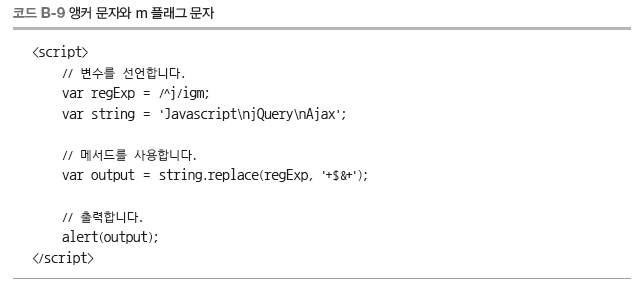 코드 B-9 앵커 문자와 m 플래그 문자
<script>
// 변수를 선언합니다.
var regExp = /^j/igm;
var string = 'Javascript\njQuery\nAjax';
// 메서드를 사용합니다.
var output = string.replace(regExp, '+$&+');
// 출력합니다.
alert(output);
</script>